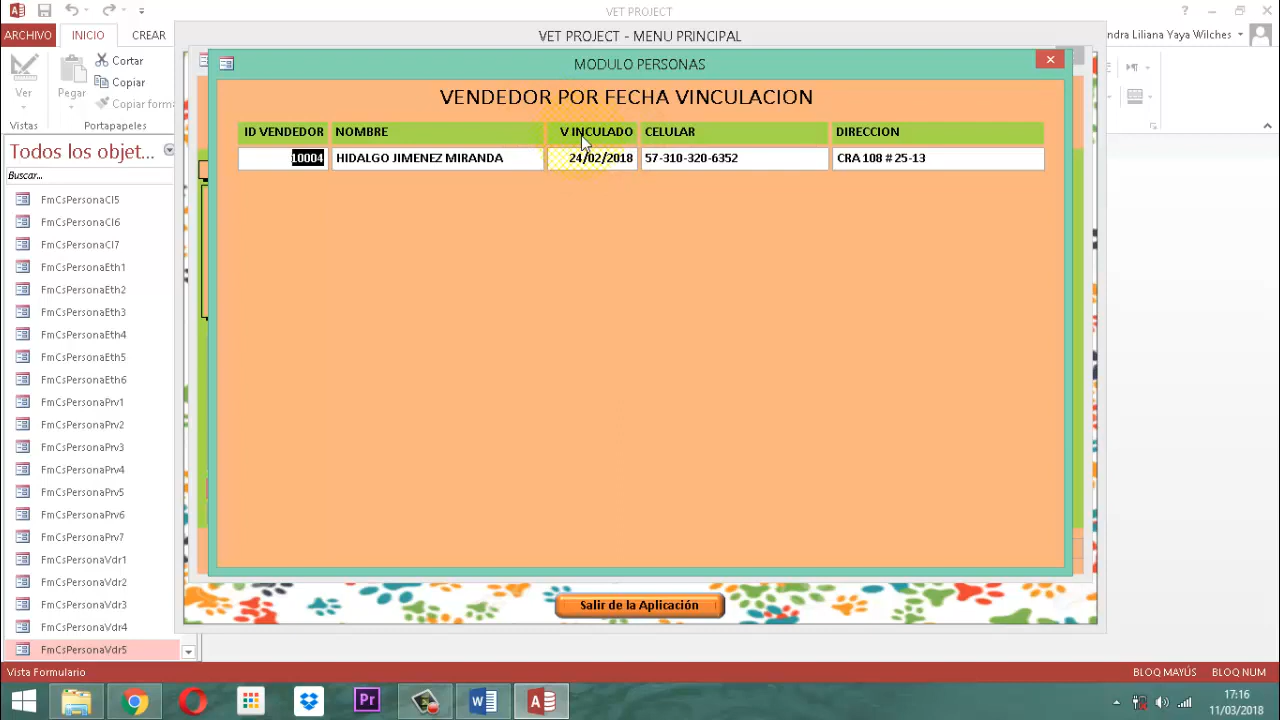 VET PROJECT
?
ARCHIVO
INICIO
CREAR
ndra Liliana Yaya Wilches
Ver
Vistas
Pegar
Cortar
Copiar
Copiar form
Portapapeles
Todos los objet...
Buscar...
FmCsPersonaCl5
FmCsPersonaCl6
FmCsPersonaCl7
FmCsPersonaEth1
FmCsPersonaEth2
FmCsPersonaEth3
FmCsPersonaEth4
FmCsPersonaEth5
FmCsPersonaEth6
FmCsPersonaPrv1
FmCsPersonaPrv2
FmCsPersonaPrv3
FmCsPersonaPrv4
FmCsPersonaPrv5
FmCsPersonaPrv6
FmCsPersonaPrv7
FmCsPersonaVdr1
FmCsPersonaVdr2
FmCsPersonaVdr3
FmCsPersonaVdr4
FmCsPersonaVdr5
VET PROJECT - MENU PRINCIPAL
MODULO PERSONAS
VENDEDOR POR FECHA VINCULACION
ID VENDEDOR NOMBRE VINCULADO CELULAR DIRECCION
10004 HIDALGO JIMENEZ MIRANDA 24/02/2018 57-310-320-6352 CRA 108 # 25-13
Salir de la Aplicación
Vista Formulario
BLOQ MAYÚS BLOQ NUM
Pr
17:16
11/03/2018